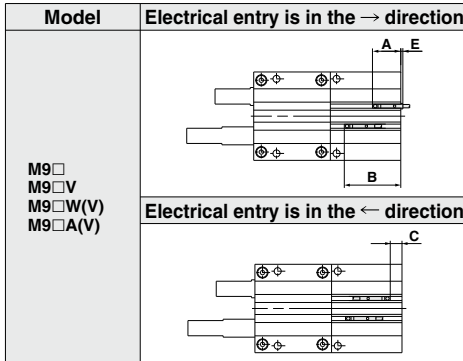 Model
Electrical entry is in the → direction
A
E
B
M9□
M9□V
M9□W(V)
M9□A(V)
Electrical entry is in the ← direction
C